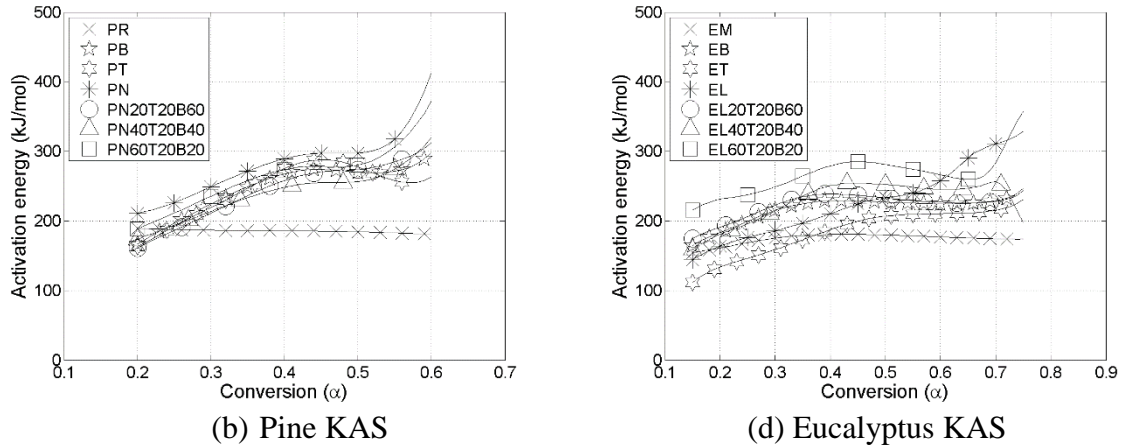 500
400
300
200
100
0
Activation energy (kJ/mol)
PR
PB
PT
PN
PN20T20B60
PN40T20B40
PN60T20B20
0.1 0.2 0.3 0.4 0.5 0.6 0.7
Conversion (α)
(b) Pine KAS
500
400
300
200
100
0
Activation energy (kJ/mol)
EM
EB
ET
EL
EL20T20B60
EL40T20B40
EL60T20B20
0.1 0.2 0.3 0.4 0.5 0.6 0.7 0.8 0.9
Conversion (α)
(d) Eucalyptus KAS